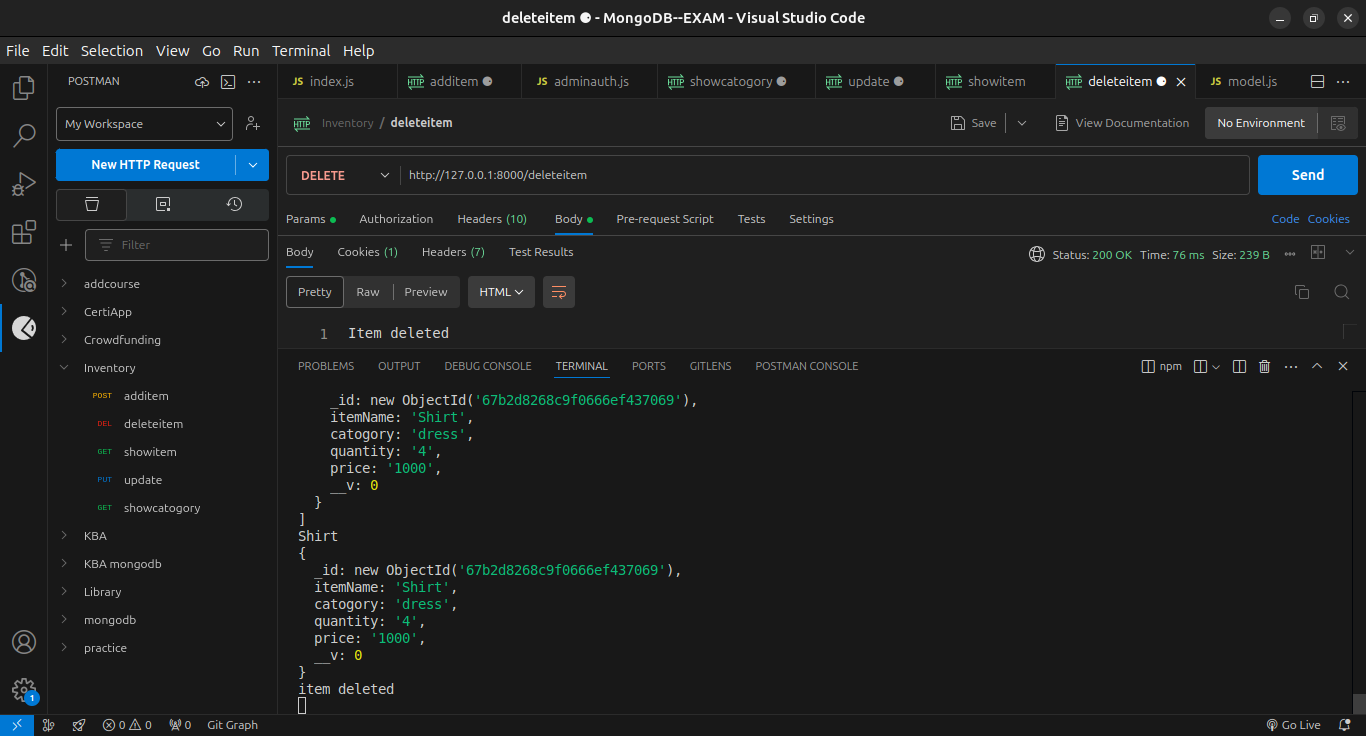 deleteitem - MongoDB--EXAM - Visual Studio Code
File Edit Selection View Go Run Terminal Help
POSTMAN
JS index.js
HTTP additem
JS adminauth.js
HTTP showcatogory
HTTP update
HTTP showitem
HTTP deleteitem
JS model.js
My Workspace
HTTP Inventory / deleteitem
Save
View Documentation
No Environment
New HTTP Request
DELETE
http://127.0.0.1:8000/deleteitem
Send
Params Authorization Headers (10) Body Pre-request Script Tests Settings
Code Cookies
Filter
Body Cookies (1) Headers (7) Test Results
Status: 200 OK Time: 76 ms Size: 239 B
Pretty Raw Preview HTML
1 Item deleted
addcourse
CertiApp
Crowdfunding
Inventory
POST additem
DEL deleteitem
GET showitem
PUT update
GET showcatogory
KBA
KBA mongodb
Library
mongodb
practice
PROBLEMS OUTPUT DEBUG CONSOLE TERMINAL PORTS GITLENS POSTMAN CONSOLE
npm
_id: new ObjectId('67b2d8268c9f0666ef437069'),
itemName: 'Shirt',
catogory: 'dress',
quantity: '4',
price: '1000',
__v: 0
}
]
Shirt
{
_id: new ObjectId('67b2d8268c9f0666ef437069'),
itemName: 'Shirt',
catogory: 'dress',
quantity: '4',
price: '1000',
__v: 0
}
item deleted
1
0 0 0 Git Graph
Go Live